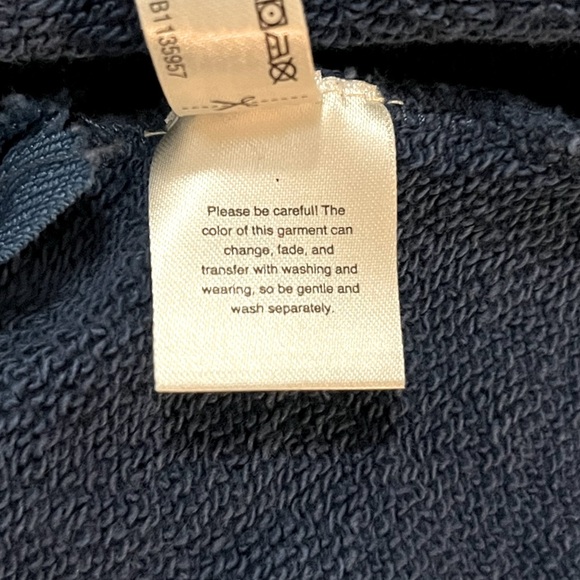 B1135957
Please be careful! The
color of this garment can
change, fade, and
transfer with washing and
wearing, so be gentle and
wash separately.